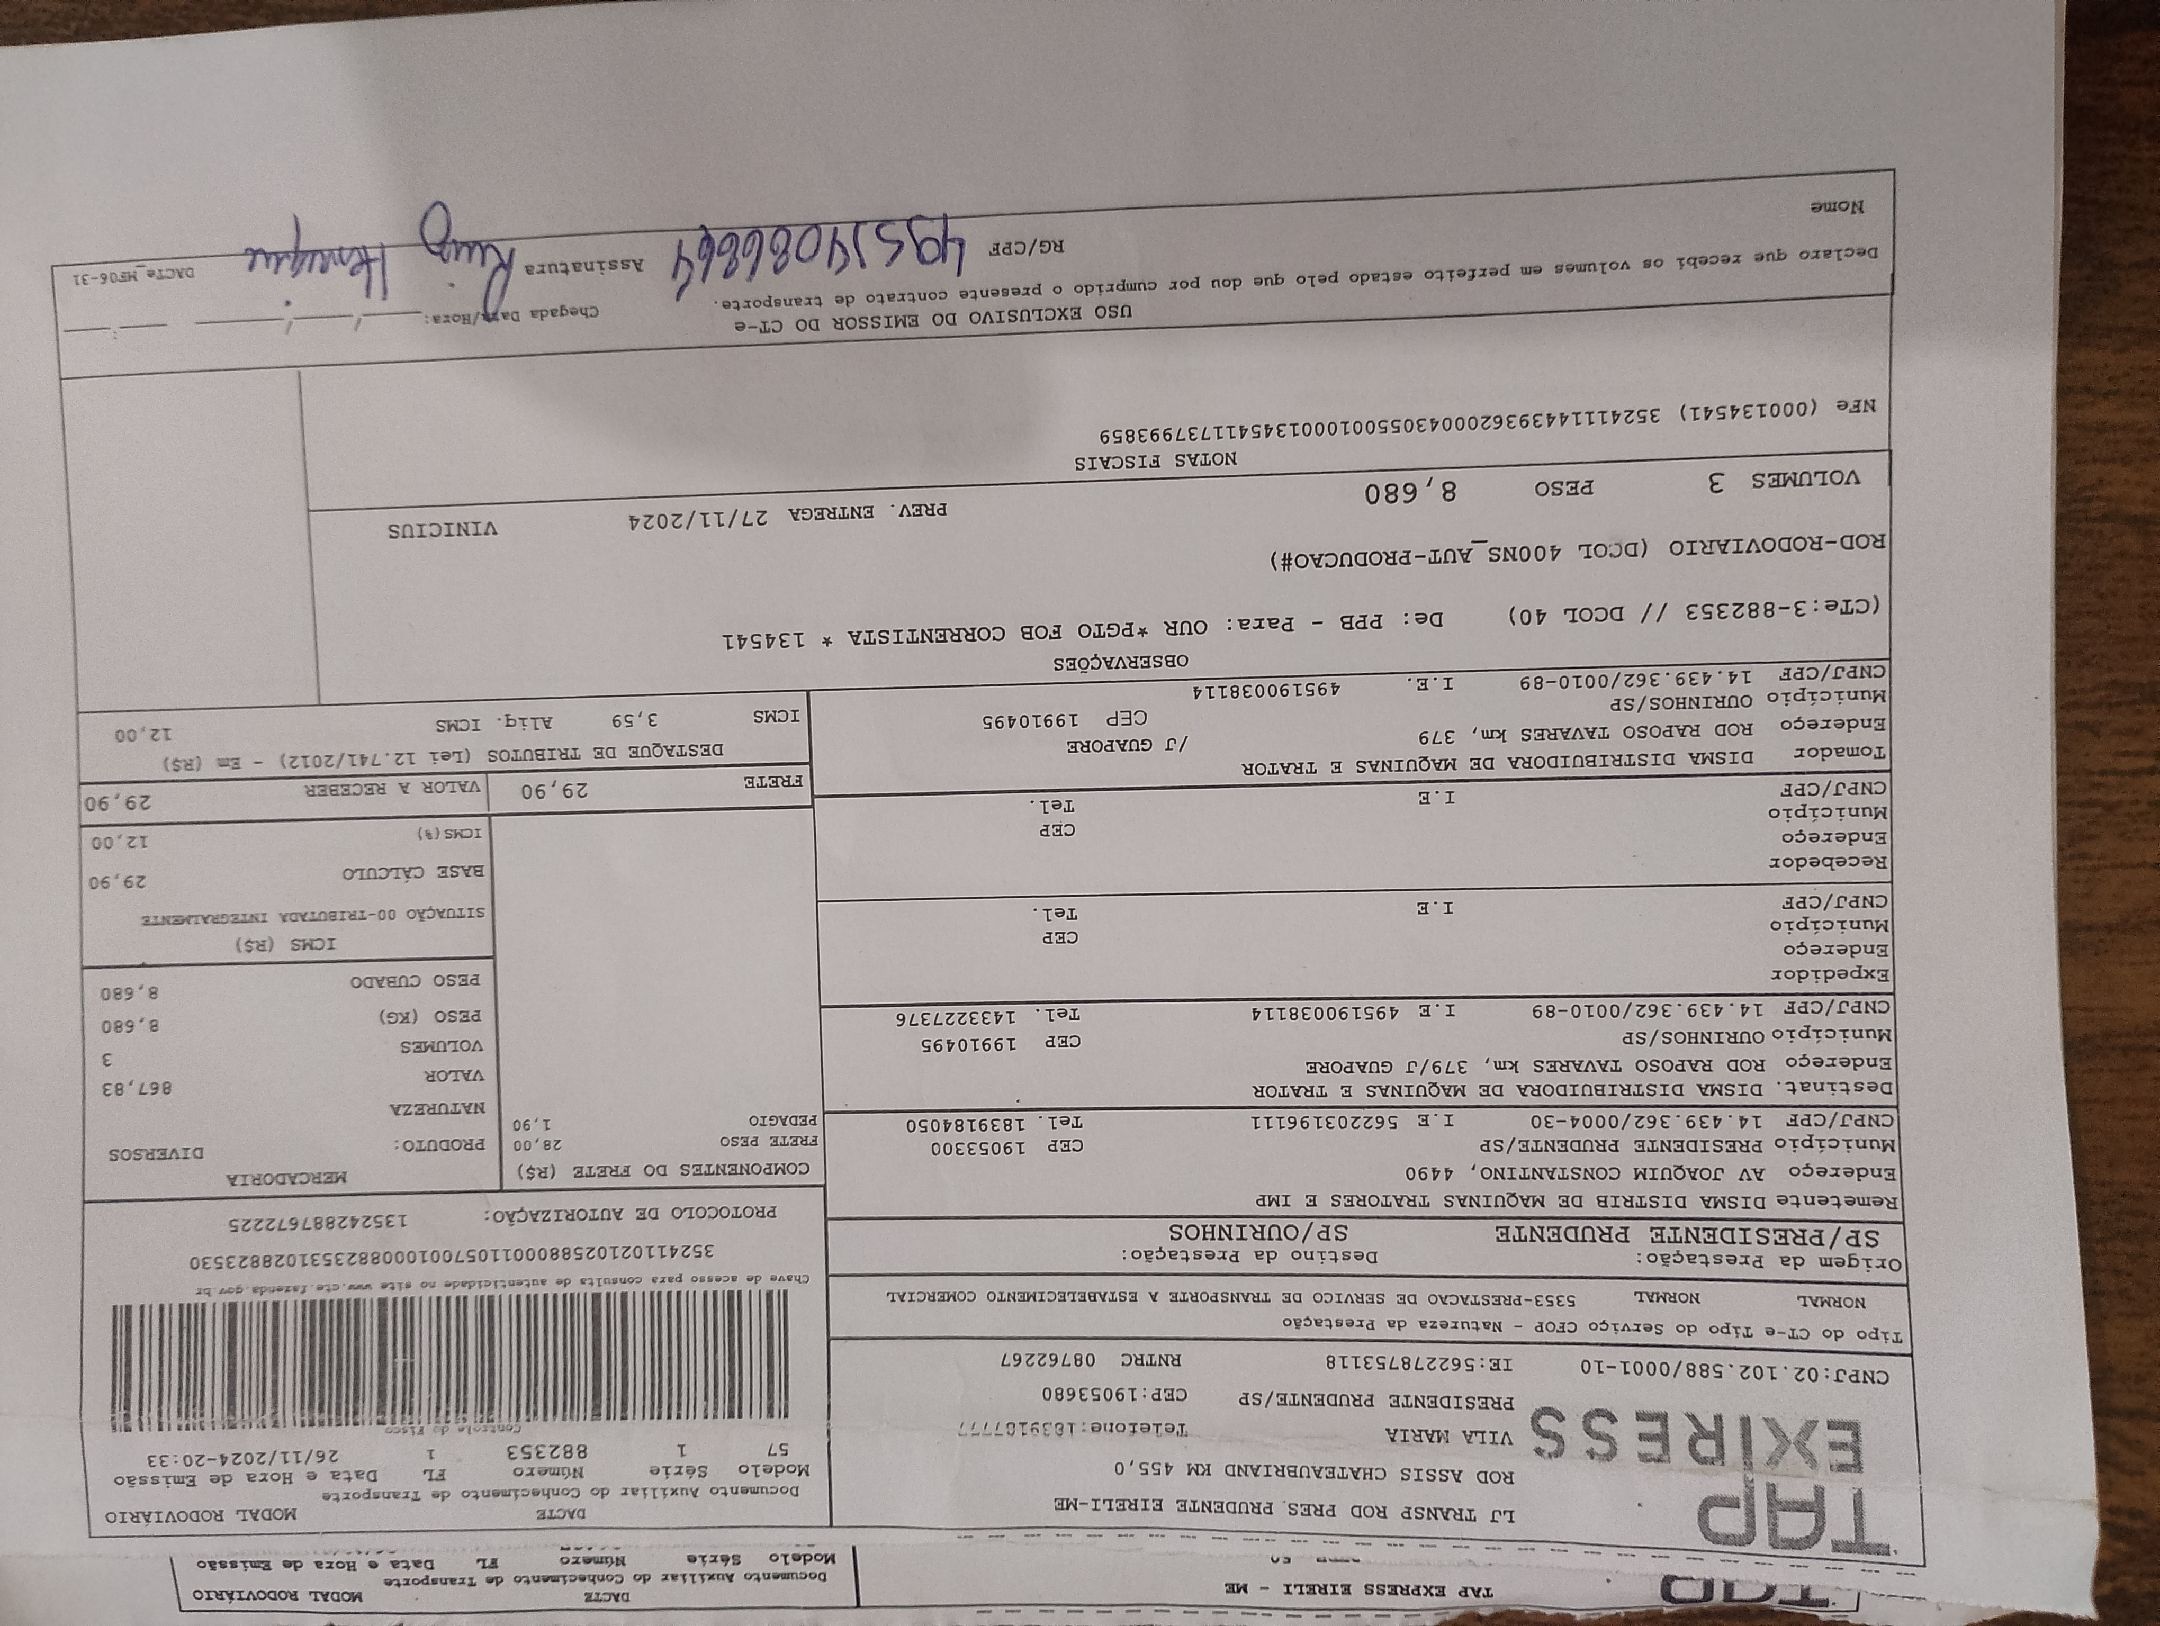 TAP EXPRESS EIRELI - ME
DACTE MODAL RODOVIÁRIO
Documento Auxiliar do Conhecimento de Transporte
Modelo Série Número FL Data e Hora de Emissão
TAP
EXIRESS
LJ TRANSP ROD PRES. PRUDENTE EIRELI-ME
ROD ASSIS CHATEAUBRIAND KM 455,0
VILA MARIA Telefone:1839167777
PRESIDENTE PRUDENTE/SP CEP:19053680
CNPJ:02.102.588/0001-10 IE:562278753118 RNTRC 08762267
DACTE MODAL RODOVIÁRIO
Documento Auxiliar do Conhecimento de Transporte
Modelo Série Número FL Data e Hora de Emissão
57 1 882353 1 26/11/2024-20:33
Controle do Fisco
Chave de acesso para consulta de autenticidade no site www.cte.fazenda.gov.br
35241102102588000110570010008823531028823530
PROTOCOLO DE AUTORIZAÇÃO: 135242887672225
Tipo do CT-e Tipo do Serviço CFOP - Natureza da Prestação
NORMAL NORMAL 5353-PRESTACAO DE SERVICO DE TRANSPORTE A ESTABELECIMENTO COMERCIAL
Origem da Prestação: Destino da Prestação:
SP/PRESIDENTE PRUDENTE SP/OURINHOS
Remetente DISMA DISTRIB DE MAQUINAS TRATORES E IMP
Endereço AV JOAQUIM CONSTANTINO, 4490
Município PRESIDENTE PRUDENTE/SP CEP 19053300
CNPJ/CPF 14.439.362/0004-30 I.E 562203196111 Tel. 1839184050
Destinat. DISMA DISTRIBUIDORA DE MAQUINAS E TRATOR
Endereço ROD RAPOSO TAVARES km, 379/J GUAPORE
Município OURINHOS/SP CEP 19910495
CNPJ/CPF 14.439.362/0010-89 I.E 495190038114 Tel. 1433227376
Expedidor
Endereço
Município CEP
CNPJ/CPF I.E Tel.
Recebedor
Endereço
Município CEP
CNPJ/CPF I.E Tel.
Tomador DISMA DISTRIBUIDORA DE MAQUINAS E TRATOR
Endereço ROD RAPOSO TAVARES km, 379 /J GUAPORE
Município OURINHOS/SP CEP 19910495
CNPJ/CPF 14.439.362/0010-89 I.E. 495190038114
COMPONENTES DO FRETE (R$)
FRETE PESO 28,00
PEDAGIO 1,90
MERCADORIA
PRODUTO: DIVERSOS
NATUREZA
VALOR 867,83
VOLUMES 3
PESO (KG) 8,680
PESO CUBADO 8,680
ICMS (R$)
SITUAÇÃO 00-TRIBUTADA INTEGRALMENTE
BASE CÁLCULO 29,90
ICMS(%) 12,00
FRETE 29,90 VALOR A RECEBER 29,90
DESTAQUE DE TRIBUTOS (Lei 12.741/2012) - Em (R$)
ICMS 3,59 Aliq. ICMS 12,00
OBSERVAÇÕES
(CTe:3-882353 // DCOL 40) De: PPB - Para: OUR *PGTO FOB CORRENTISTA * 134541
ROD-RODOVIARIO (DCOL 400NS_AUT-PRODUCAO#)
VOLUMES 3 PESO 8,680 PREV. ENTREGA 27/11/2024 VINICIUS
NOTAS FISCAIS
NFe (000134541) 35241114439362000430550010001345411737993859
USO EXCLUSIVO DO EMISSOR DO CT-e
Declaro que recebi os volumes em perfeito estado pelo que dou por cumprido o presente contrato de transporte. Chegada Data/Hora:
Nome RG/CPF Assinatura Henrique DACTe_MF06-31